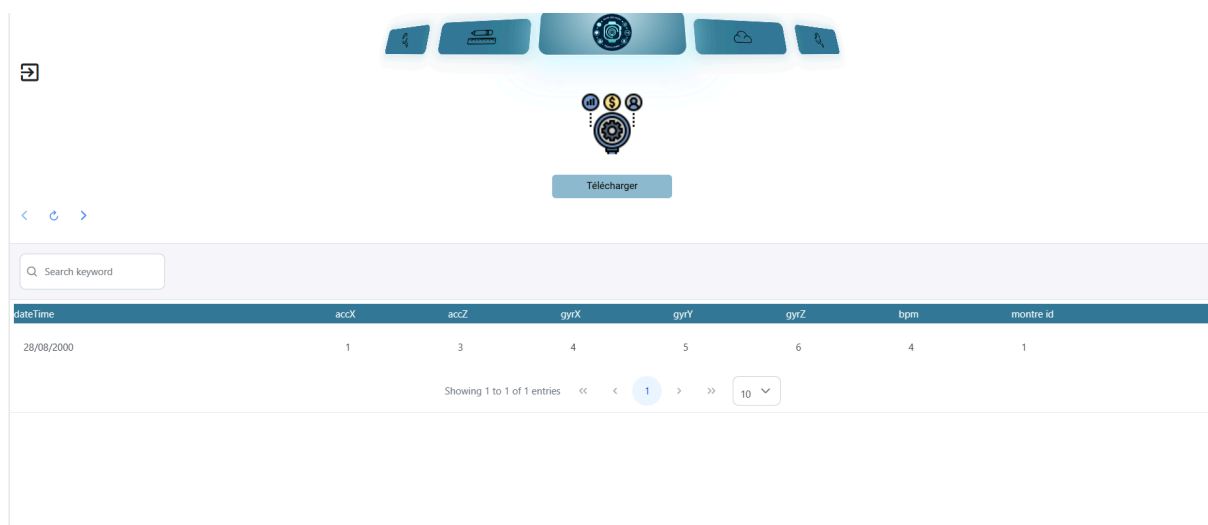 Télécharger
Search keyword
dateTime accX accZ gyrX gyrY gyrZ bpm montre id
28/08/2000 1 3 4 5 6 4 1
Showing 1 to 1 of 1 entries << < 1 > >> 10